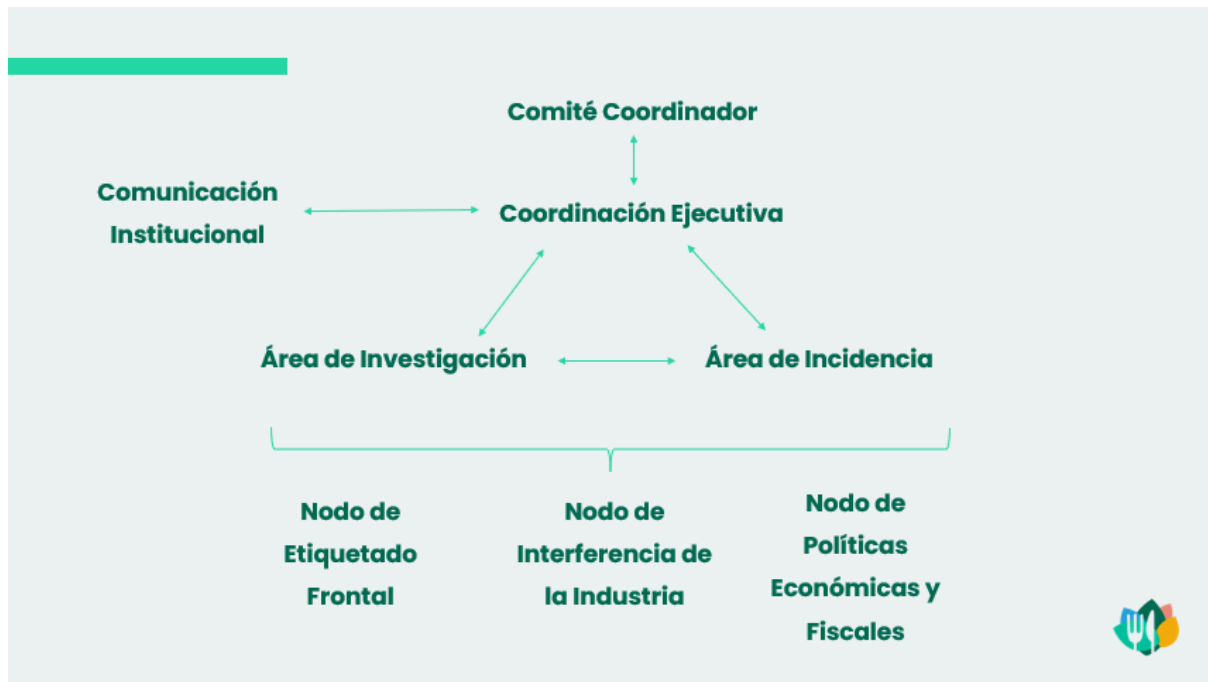 Comité Coordinador
Comunicación
Institucional
Coordinación Ejecutiva
Área de Investigación
Área de Incidencia
Nodo de
Etiquetado
Frontal
Nodo de
Interferencia de
la Industria
Nodo de
Políticas
Económicas y
Fiscales